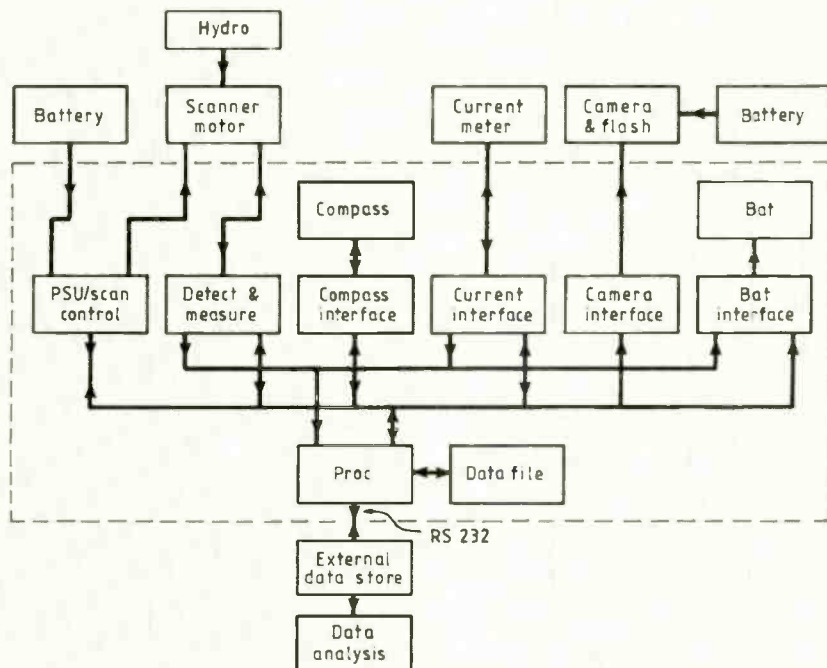 Hydro
Battery
Scanner
motor
Current
meter
Camera
& flash
Battery
Compass
Bat
PSU/scan
control
Detect &
measure
Compass
interface
Current
interface
Camera
interface
Bat
interface
Proc
Data file
RS 232
External
data store
Data
analysis